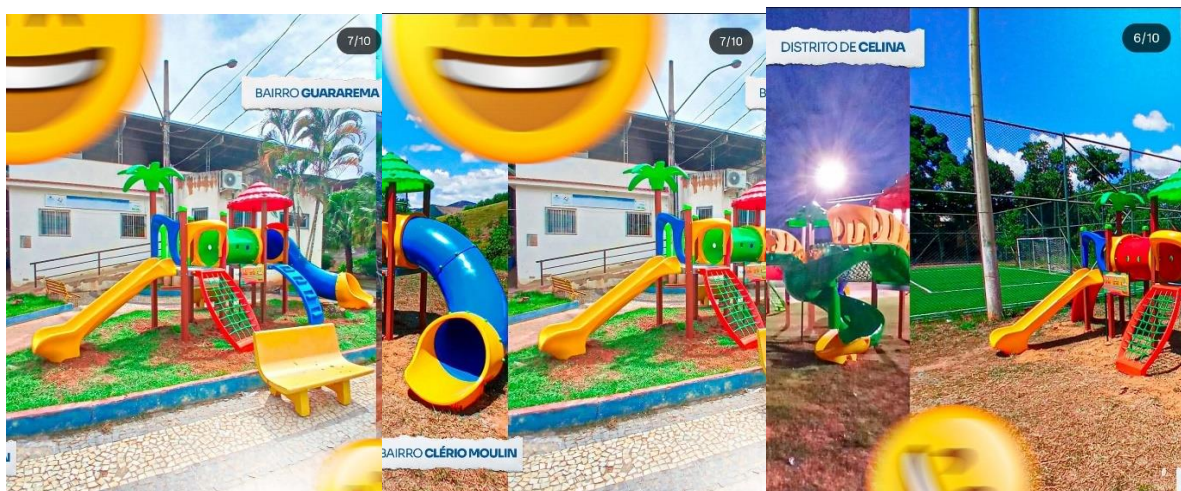 7/10
BAIRRO GUARAREMA
7/10
BAIRRO CLÉRIO MOULIN
DISTRITO DE CELINA
6/10